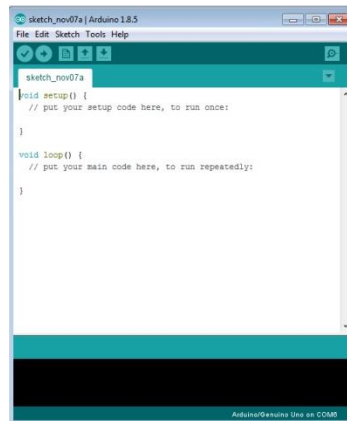 sketch_nov07a | Arduino 1.8.5
File Edit Sketch Tools Help
sketch_nov07a
void setup() {
  // put your setup code here, to run once:
}
void loop() {
  // put your main code here, to run repeatedly:
}
Arduino/Genuino Uno on COM6